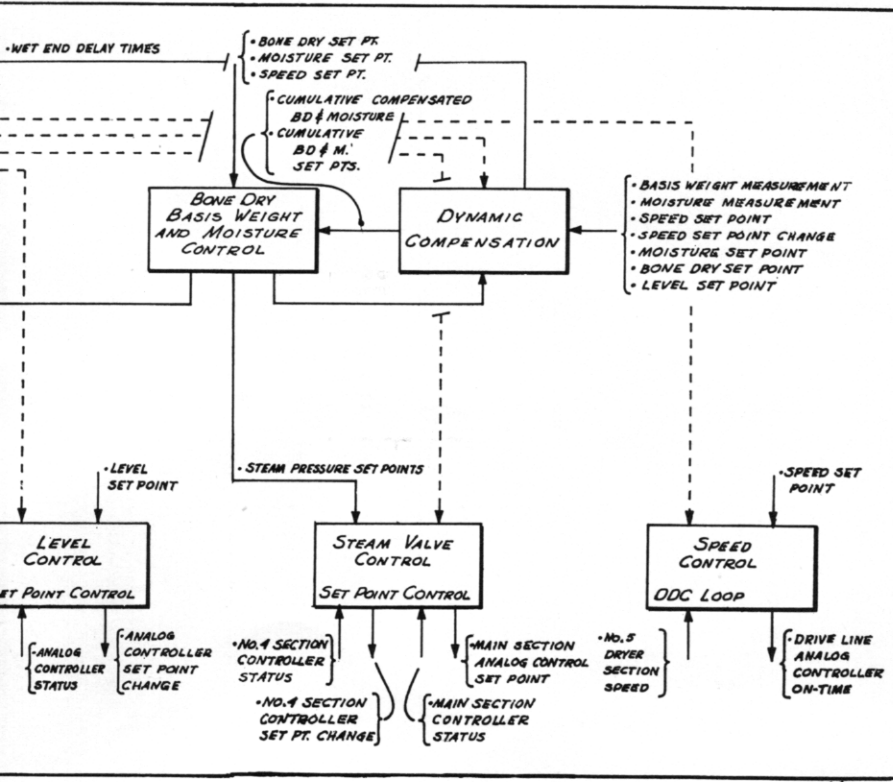 • WET END DELAY TIMES
• BONE DRY SET PT.
• MOISTURE SET PT.
• SPEED SET PT.
• CUMULATIVE COMPENSATED
BD & MOISTURE
• CUMULATIVE
BD & M.
SET PTS.
BONE DRY
BASIS WEIGHT
AND MOISTURE
CONTROL
DYNAMIC
COMPENSATION
• BASIS WEIGHT MEASUREMENT
• MOISTURE MEASUREMENT
• SPEED SET POINT
• SPEED SET POINT CHANGE
• MOISTURE SET POINT
• BONE DRY SET POINT
• LEVEL SET POINT
• LEVEL
SET POINT
• STEAM PRESSURE SET POINTS
• SPEED SET
POINT
LEVEL
CONTROL
ET POINT CONTROL
STEAM VALVE
CONTROL
SET POINT CONTROL
SPEED
CONTROL
DDC LOOP
• ANALOG
CONTROLLER
STATUS
• ANALOG
CONTROLLER
SET POINT
CHANGE
• NO. 4 SECTION
CONTROLLER
STATUS
• NO. 4 SECTION
CONTROLLER
SET PT. CHANGE
• MAIN SECTION
CONTROLLER
STATUS
• MAIN SECTION
ANALOG CONTROL
SET POINT
• NO. 5
DRYER
SECTION
SPEED
• DRIVE LINE
ANALOG
CONTROLLER
ON-TIME